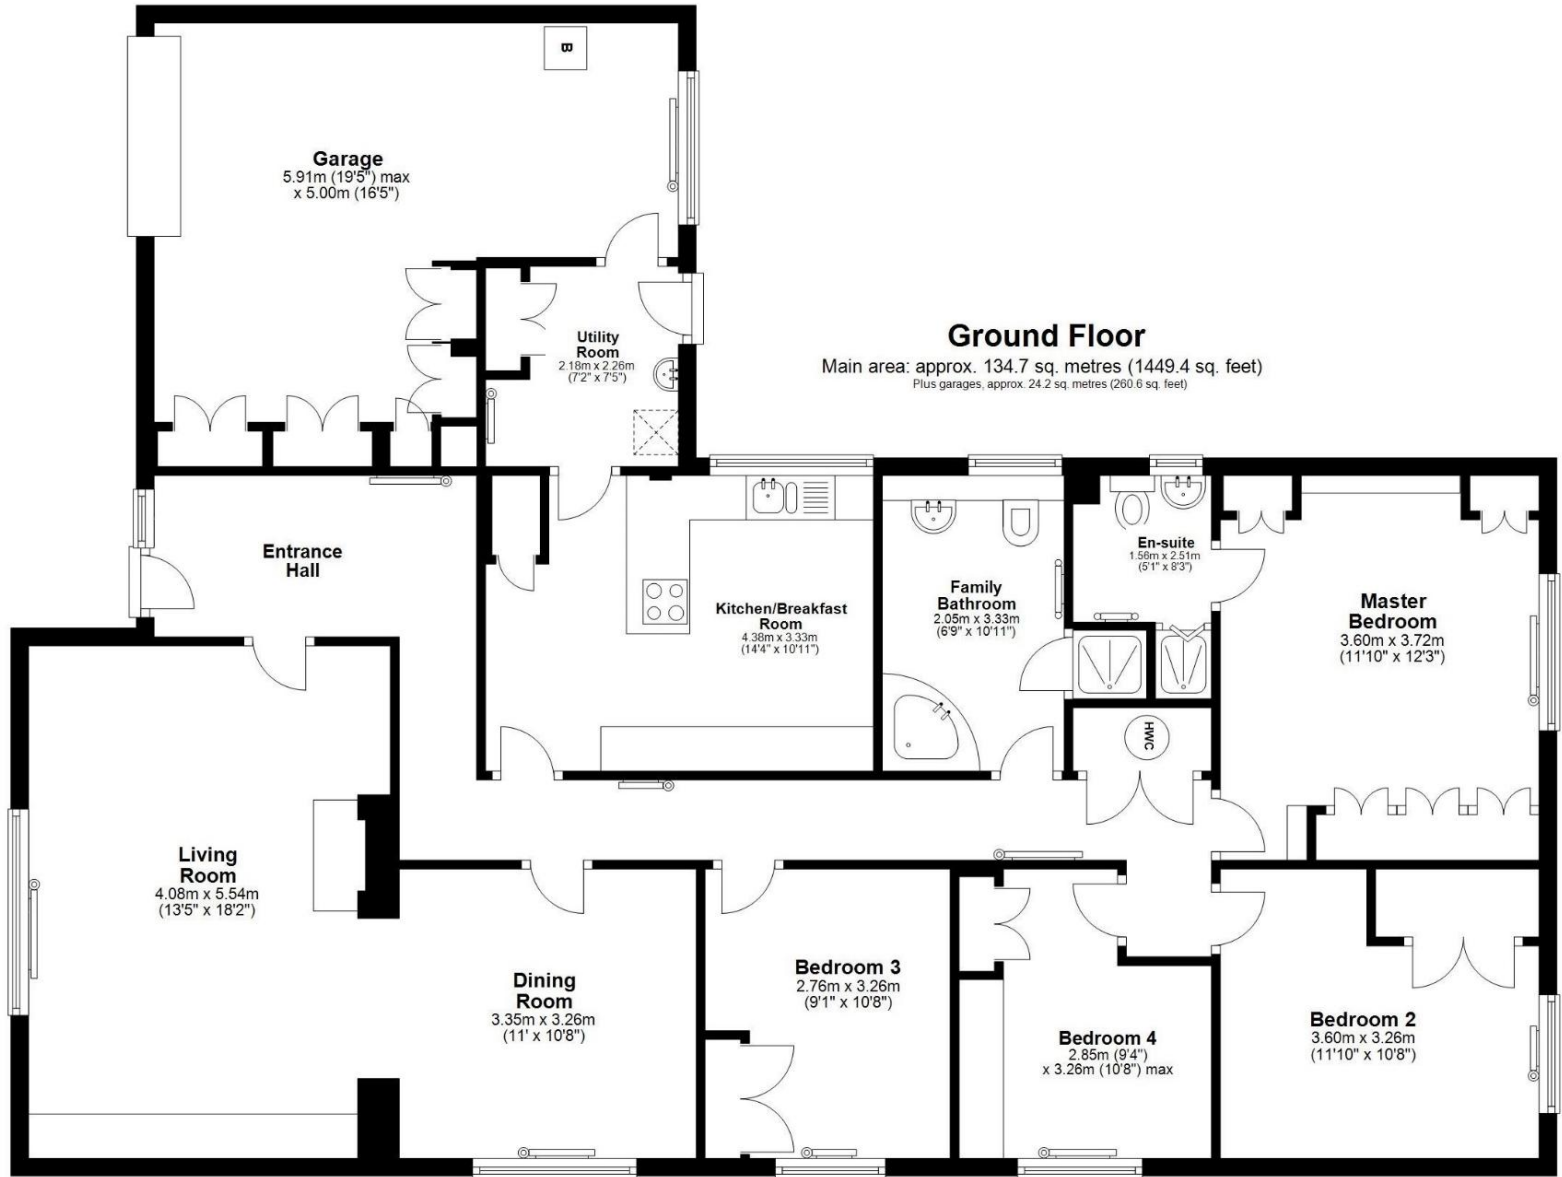 B
Garage
5.91m (19'5") max
x 5.00m (16'5")
Utility
Room
2.18m x 2.26m
(7'2" x 7'5")
Ground Floor
Main area: approx. 134.7 sq. metres (1449.4 sq. feet)
Plus garages, approx. 24.2 sq. metres (260.6 sq. feet)
Entrance
Hall
Kitchen/Breakfast
Room
4.38m x 3.33m
(14'4" x 10'11")
Family
Bathroom
2.05m x 3.33m
(6'9" x 10'11")
En-suite
1.56m x 2.51m
(5'1" x 8'3")
Master
Bedroom
3.60m x 3.72m
(11'10" x 12'3")
HWC
Living
Room
4.08m x 5.54m
(13'5" x 18'2")
Dining
Room
3.35m x 3.26m
(11' x 10'8")
Bedroom 3
2.76m x 3.26m
(9'1" x 10'8")
Bedroom 4
2.85m (9'4")
x 3.26m (10'8") max
Bedroom 2
3.60m x 3.26m
(11'10" x 10'8")